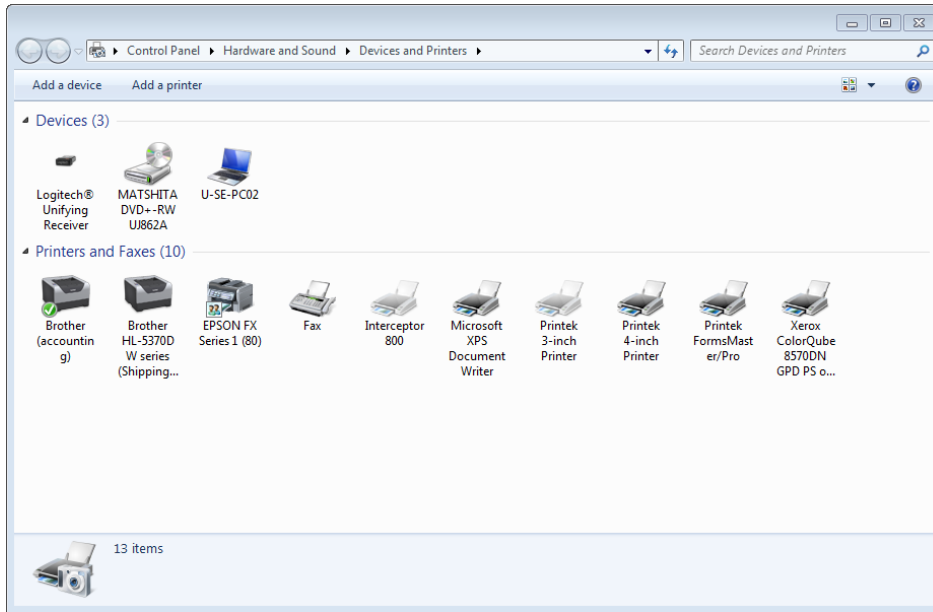 Control Panel Hardware and Sound Devices and Printers Search Devices and Printers
Add a device Add a printer
Devices (3)
Logitech®
Unifying
Receiver
MATSHITA
DVD+-RW
UJ862A
U-SE-PC02
Printers and Faxes (10)
Brother
(accountin
g)
Brother
HL-5370D
W series
(Shipping...
EPSON FX
Series 1 (80)
Fax
Interceptor
800
Microsoft
XPS
Document
Writer
Printek
3-inch
Printer
Printek
4-inch
Printer
Printek
FormsMast
er/Pro
Xerox
ColorQube
8570DN
GPD PS o...
13 items